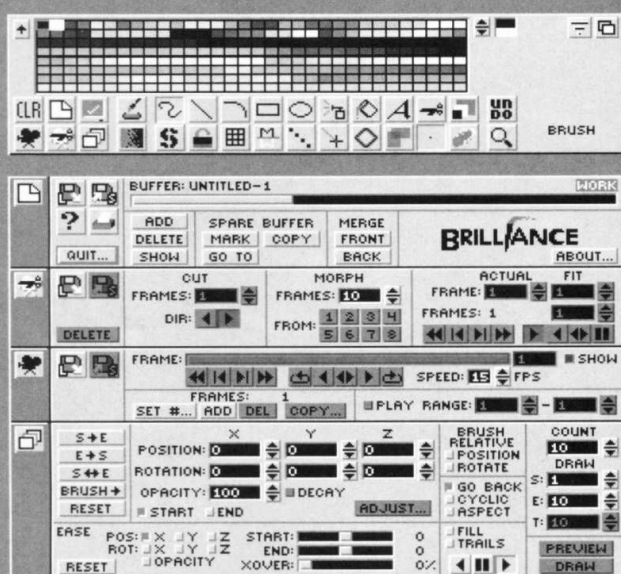 CLR
A
UN
DO
$
M
BRUSH
BUFFER: UNTITLED-1
WORK
?
QUIT...
ADD
DELETE
SHOW
SPARE BUFFER
MARK COPY
GO TO
MERGE
FRONT
BACK
BRILLIANCE
ABOUT...
DELETE
CUT
FRAMES: 1
DIR:
MORPH
FRAMES: 10
FROM: 1 2 3 4
5 6 7 8
ACTUAL FIT
FRAME: 1 1
FRAMES: 1 1
FRAME: 1 SHOW
SPEED: 15 FPS
FRAMES: 1
SET #... ADD DEL COPY...
PLAY RANGE: 1 - 1
S→E
E→S
S↔E
BRUSH→
RESET
X Y Z
POSITION: 0 0 0
ROTATION: 0 0 0
OPACITY: 100 DECAY
START END
ADJUST...
BRUSH
RELATIVE
POSITION
ROTATE
GO BACK
CYCLIC
ASPECT
FILL
TRAILS
COUNT
10
DRAW
S: 1
E: 10
T: 10
PREVIEW
DRAW
EASE
RESET
POS: X Y Z
ROT: X Y Z
OPACITY
START: 0
END: 0
XOVER: 0%